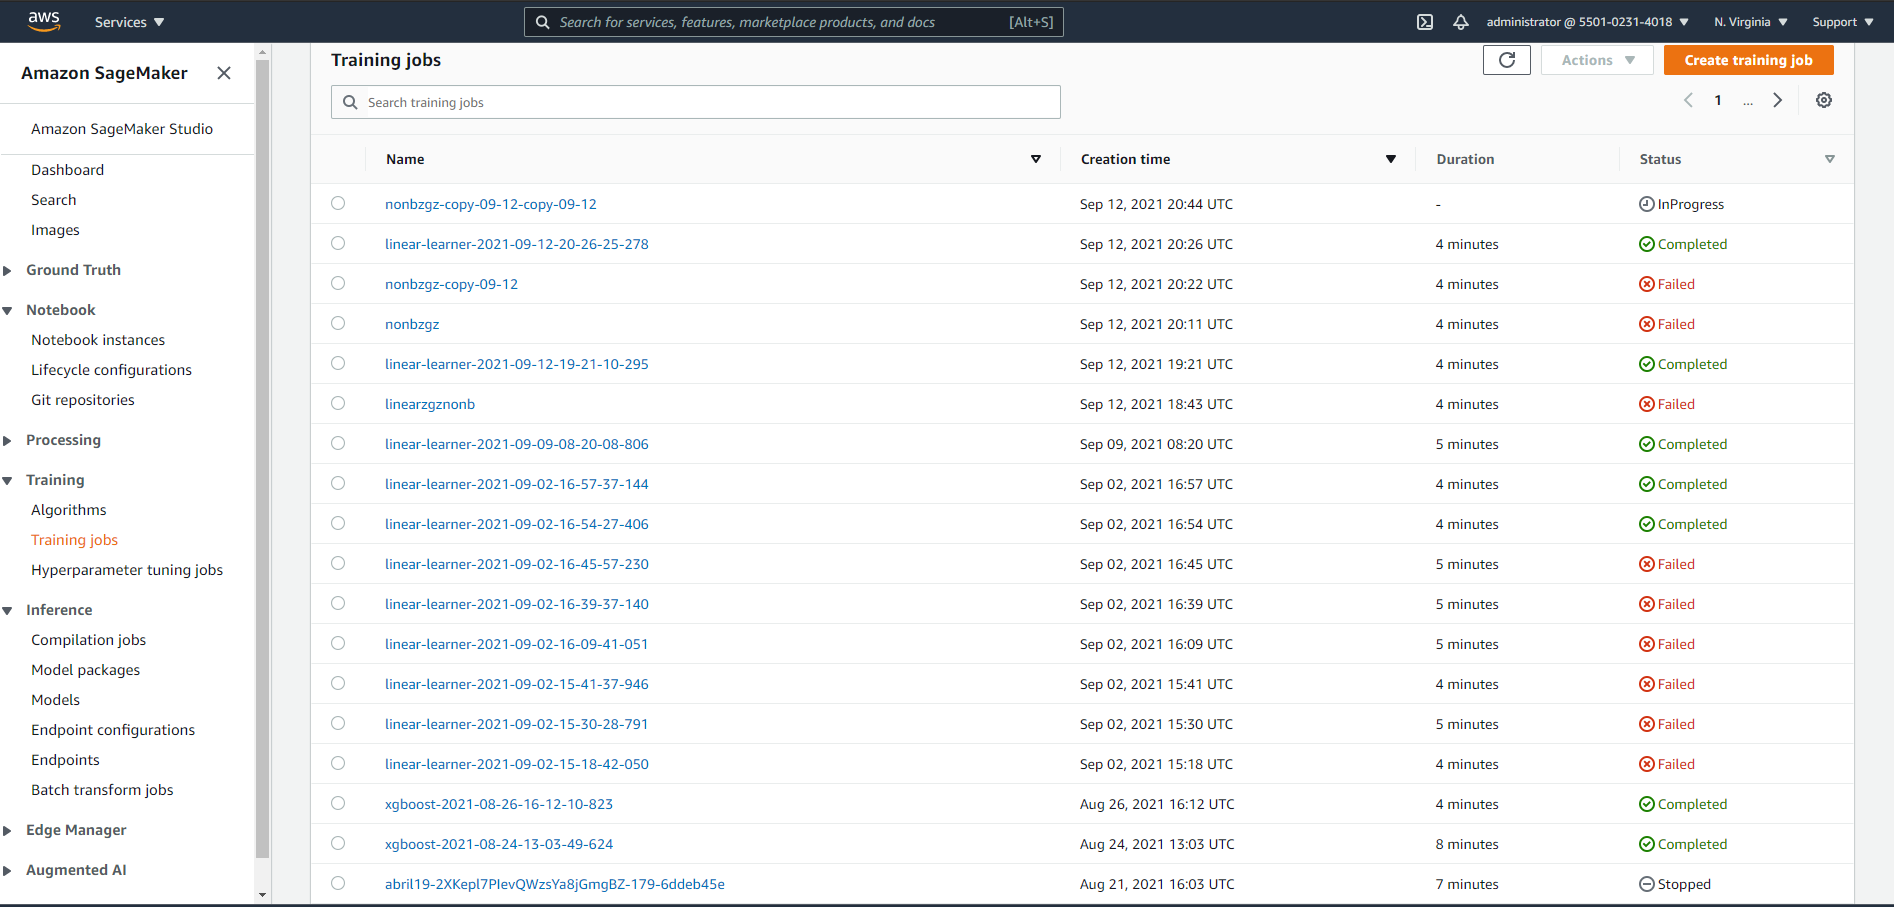 aws Services Search for services, features, marketplace products, and docs [Alt+S] administrator @ 5501-0231-4018 N. Virginia Support
Amazon SageMaker
Amazon SageMaker Studio
Dashboard
Search
Images
Ground Truth
Notebook
Notebook instances
Lifecycle configurations
Git repositories
Processing
Training
Algorithms
Training jobs
Hyperparameter tuning jobs
Inference
Compilation jobs
Model packages
Models
Endpoint configurations
Endpoints
Batch transform jobs
Edge Manager
Augmented AI
Training jobs Actions Create training job
Search training jobs 1 ...
Name Creation time Duration Status
nonbzgz-copy-09-12-copy-09-12 Sep 12, 2021 20:44 UTC - InProgress
linear-learner-2021-09-12-20-26-25-278 Sep 12, 2021 20:26 UTC 4 minutes Completed
nonbzgz-copy-09-12 Sep 12, 2021 20:22 UTC 4 minutes Failed
nonbzgz Sep 12, 2021 20:11 UTC 4 minutes Failed
linear-learner-2021-09-12-19-21-10-295 Sep 12, 2021 19:21 UTC 4 minutes Completed
linearzgznonb Sep 12, 2021 18:43 UTC 4 minutes Failed
linear-learner-2021-09-09-08-20-08-806 Sep 09, 2021 08:20 UTC 5 minutes Completed
linear-learner-2021-09-02-16-57-37-144 Sep 02, 2021 16:57 UTC 4 minutes Completed
linear-learner-2021-09-02-16-54-27-406 Sep 02, 2021 16:54 UTC 4 minutes Completed
linear-learner-2021-09-02-16-45-57-230 Sep 02, 2021 16:45 UTC 5 minutes Failed
linear-learner-2021-09-02-16-39-37-140 Sep 02, 2021 16:39 UTC 5 minutes Failed
linear-learner-2021-09-02-16-09-41-051 Sep 02, 2021 16:09 UTC 5 minutes Failed
linear-learner-2021-09-02-15-41-37-946 Sep 02, 2021 15:41 UTC 4 minutes Failed
linear-learner-2021-09-02-15-30-28-791 Sep 02, 2021 15:30 UTC 5 minutes Failed
linear-learner-2021-09-02-15-18-42-050 Sep 02, 2021 15:18 UTC 4 minutes Failed
xgboost-2021-08-26-16-12-10-823 Aug 26, 2021 16:12 UTC 4 minutes Completed
xgboost-2021-08-24-13-03-49-624 Aug 24, 2021 13:03 UTC 8 minutes Completed
abril19-2XKepl7PIevQWzsYa8jGmgBZ-179-6ddeb45e Aug 21, 2021 16:03 UTC 7 minutes Stopped